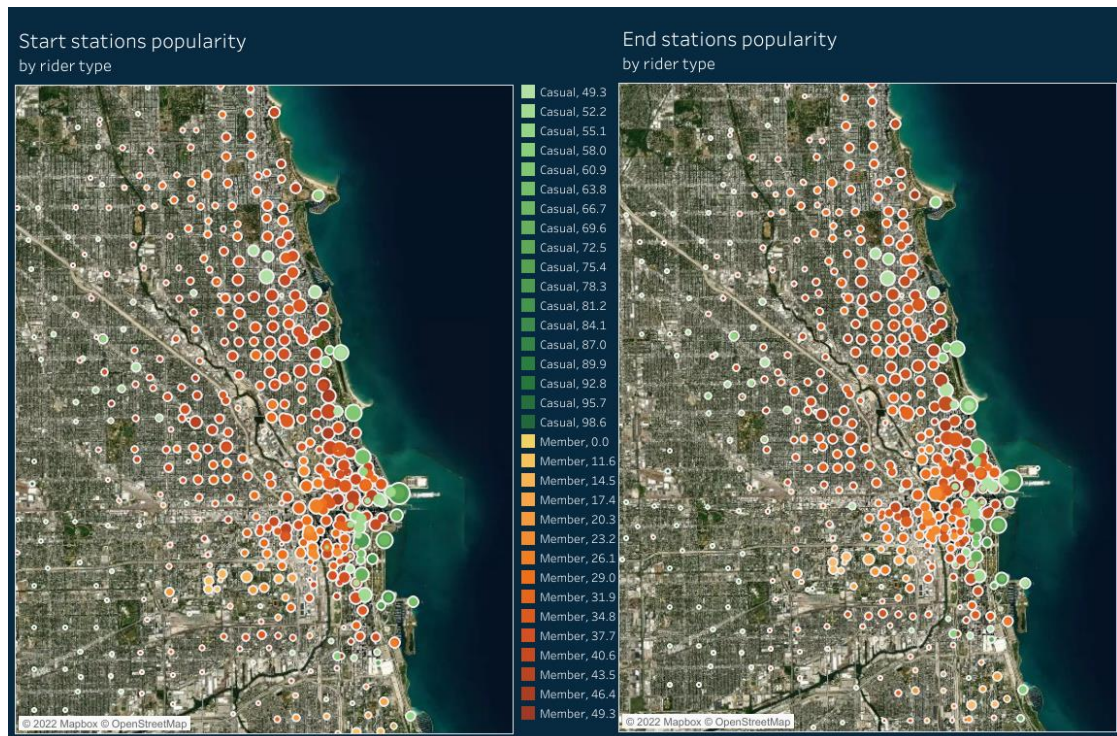 Start stations popularity
by rider type
© 2022 Mapbox © OpenStreetMap
Casual, 49.3
Casual, 52.2
Casual, 55.1
Casual, 58.0
Casual, 60.9
Casual, 63.8
Casual, 66.7
Casual, 69.6
Casual, 72.5
Casual, 75.4
Casual, 78.3
Casual, 81.2
Casual, 84.1
Casual, 87.0
Casual, 89.9
Casual, 92.8
Casual, 95.7
Casual, 98.6
Member, 0.0
Member, 11.6
Member, 14.5
Member, 17.4
Member, 20.3
Member, 23.2
Member, 26.1
Member, 29.0
Member, 31.9
Member, 34.8
Member, 37.7
Member, 40.6
Member, 43.5
Member, 46.4
Member, 49.3
End stations popularity
by rider type
© 2022 Mapbox © OpenStreetMap